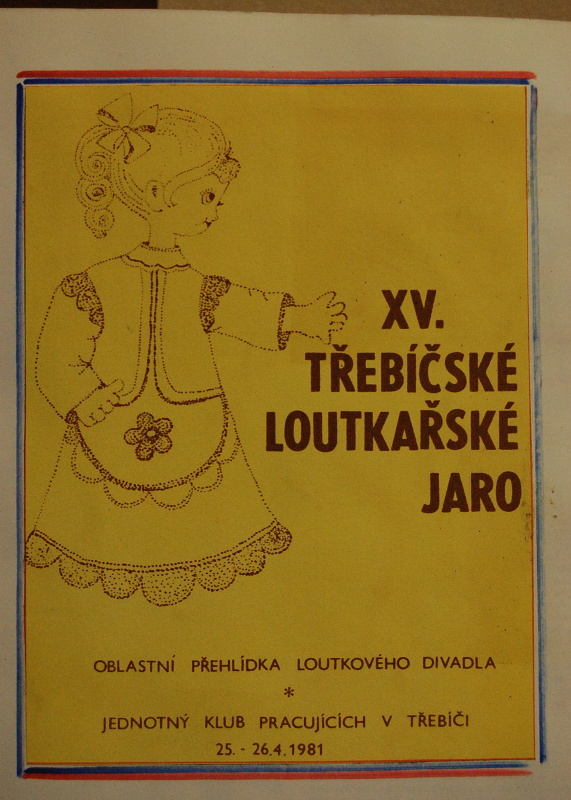 XV.
TŘEBÍČSKÉ
LOUTKAŘSKÉ
JARO
OBLASTNÍ PŘEHLÍDKA LOUTKOVÉHO DIVADLA
*
JEDNOTNÝ KLUB PRACUJÍCÍCH V TŘEBÍČI
25. - 26.4.1981